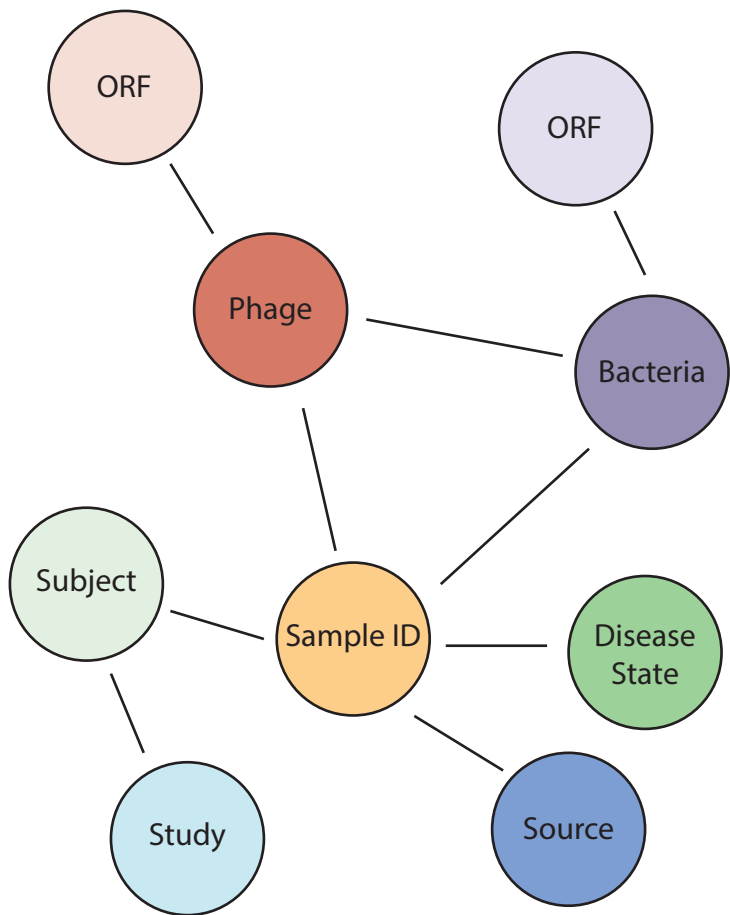 ORF
ORF
Phage
Bacteria
Subject
Sample ID
Disease
State
Study
Source